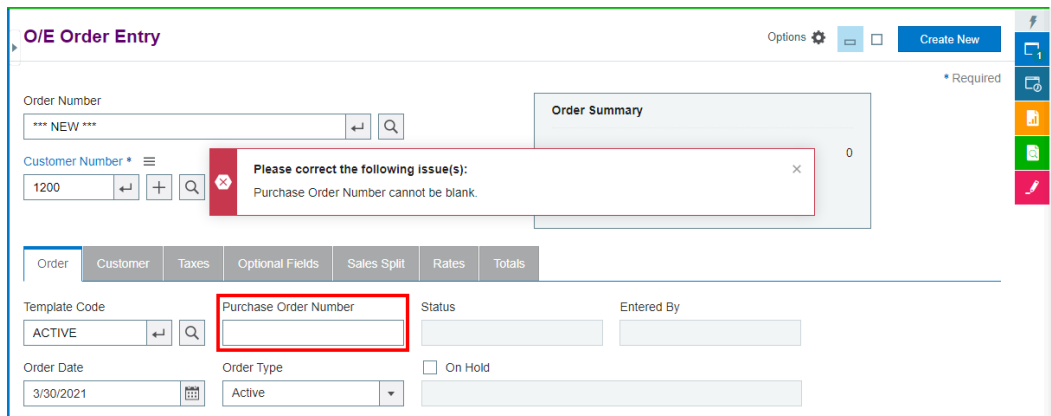 O/E Order Entry
Options
Create New
1
* Required
Order Number
*** NEW ***
Order Summary
0
Customer Number *
1200
Please correct the following issue(s):
Purchase Order Number cannot be blank.
Order Customer Taxes Optional Fields Sales Split Rates Totals
Template Code Purchase Order Number Status Entered By
ACTIVE
Order Date Order Type On Hold
3/30/2021 Active